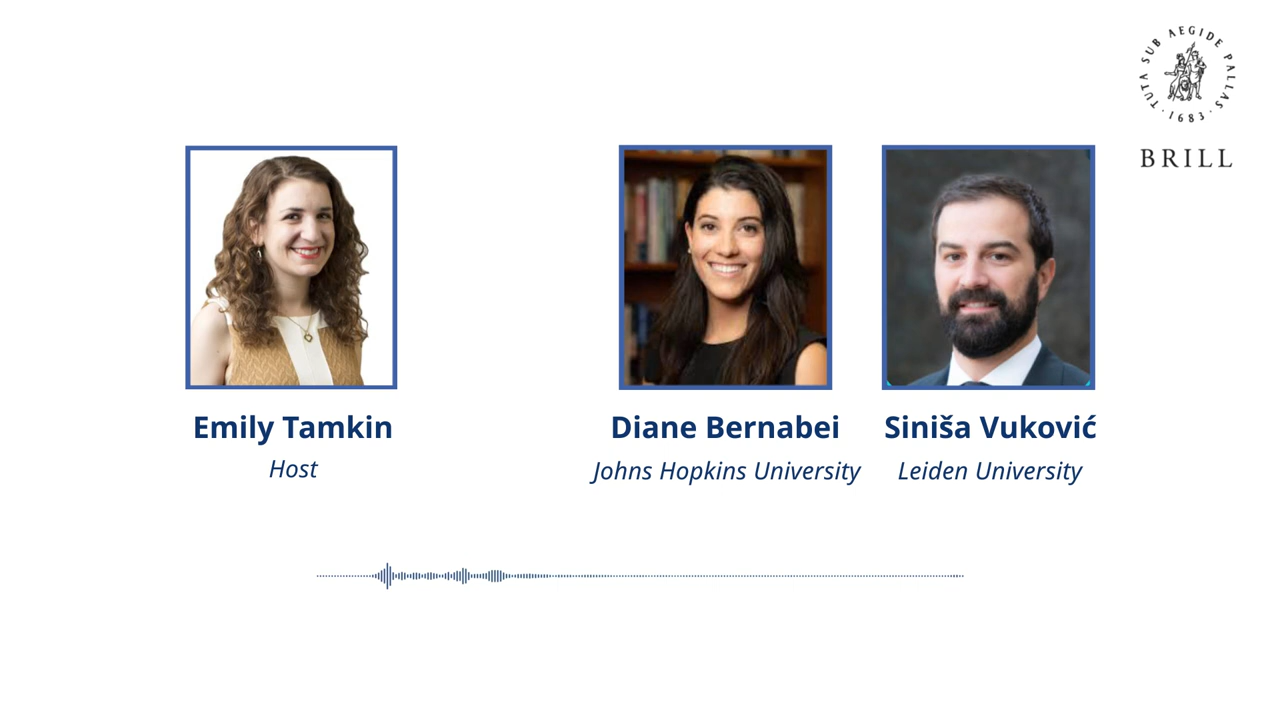 TUTA SUB AEGIDE PALLAS · 1683 ·
BRILL
Emily Tamkin
Host
Diane Bernabei
Johns Hopkins University
Siniša Vuković
Leiden University